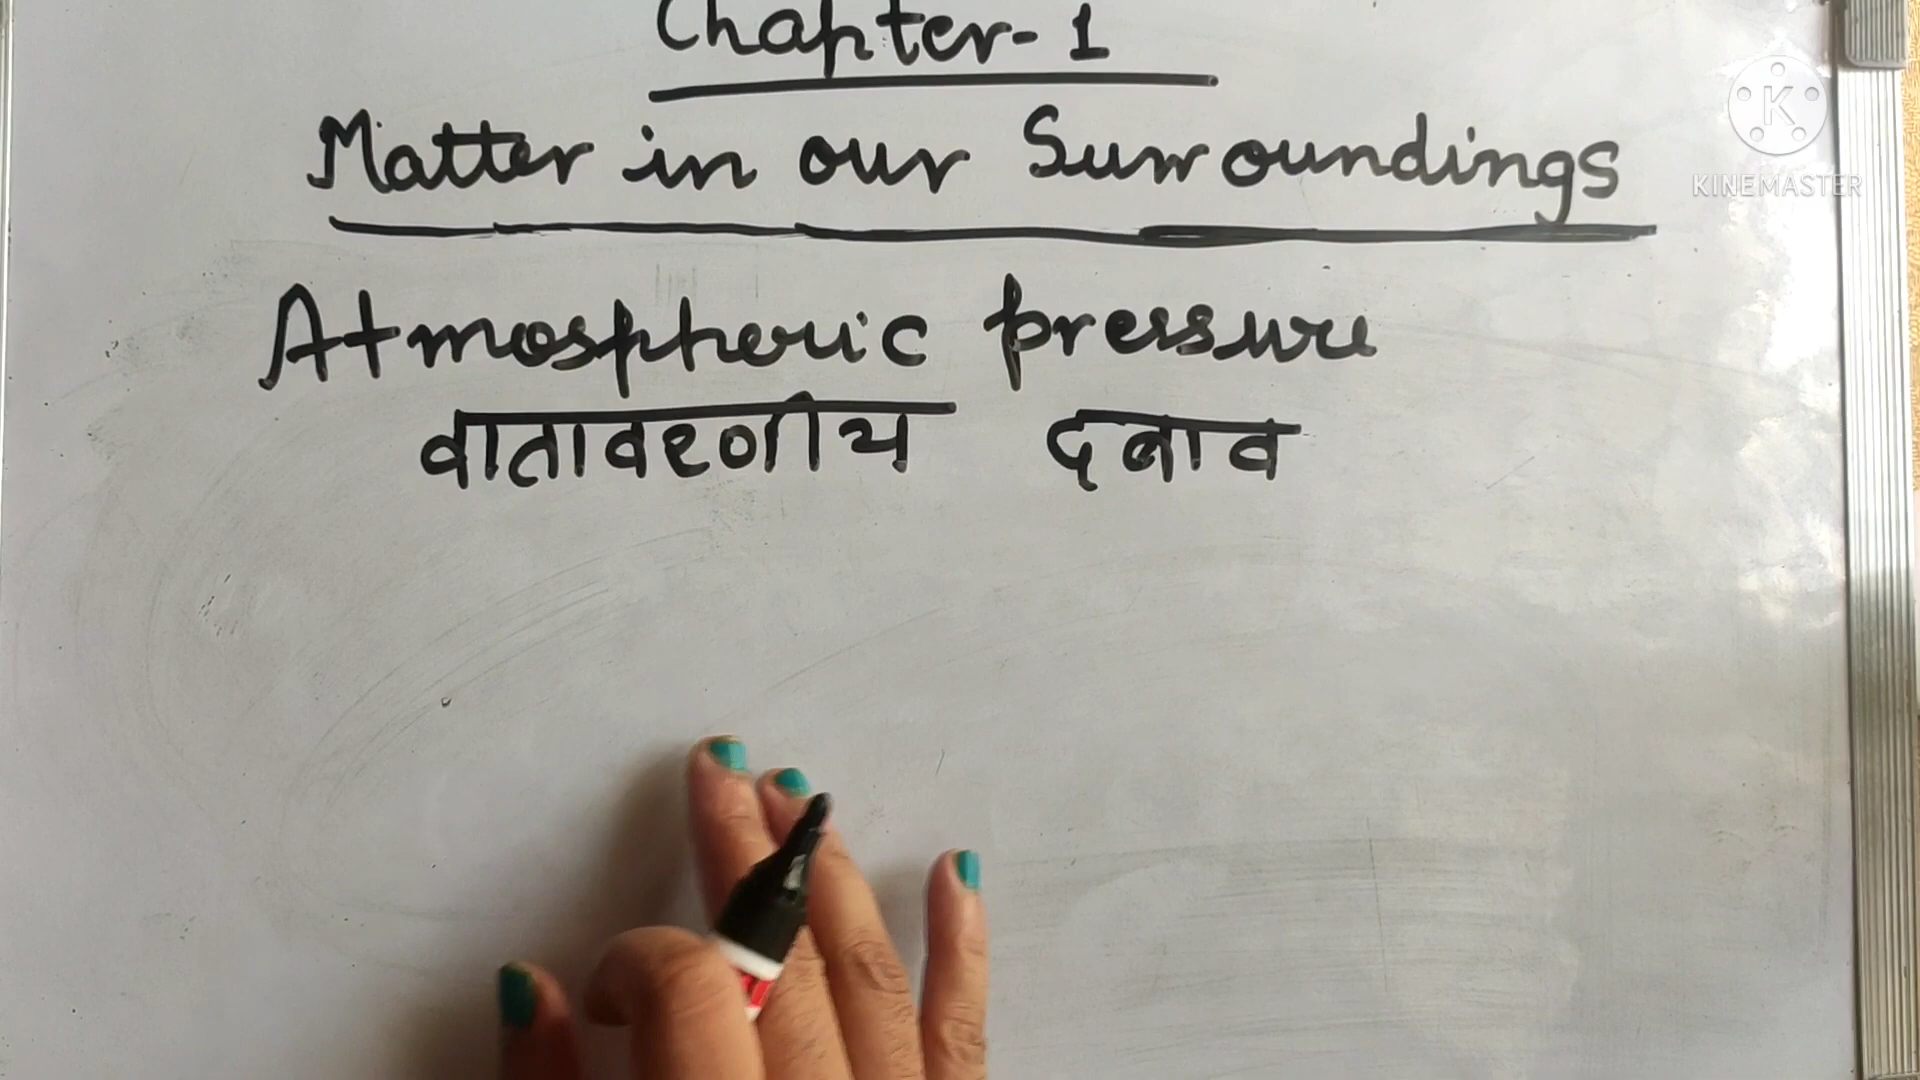 Chapter-1
Matter in our Surroundings
Atmospheric pressure
वातावरणीय दबाव
K
KINEMASTER